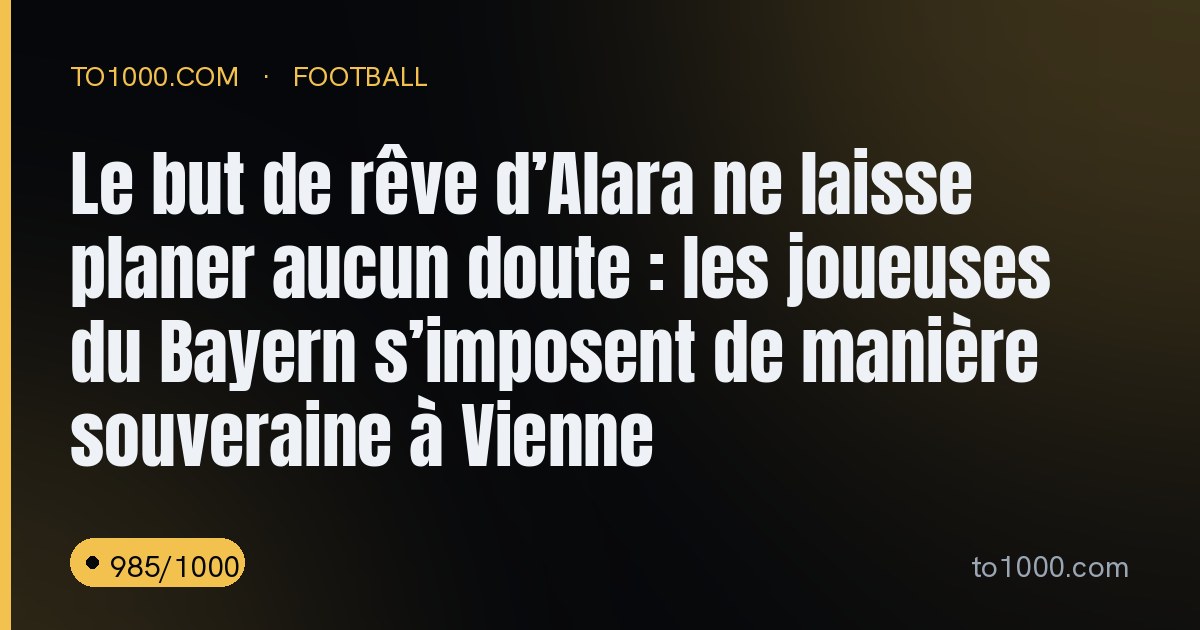 TO1000.COM · FOOTBALL
Le but de rêve d’Alara ne laisse
planer aucun doute : les joueuses
du Bayern s’imposent de manière
souveraine à Vienne
985/1000
to1000.com